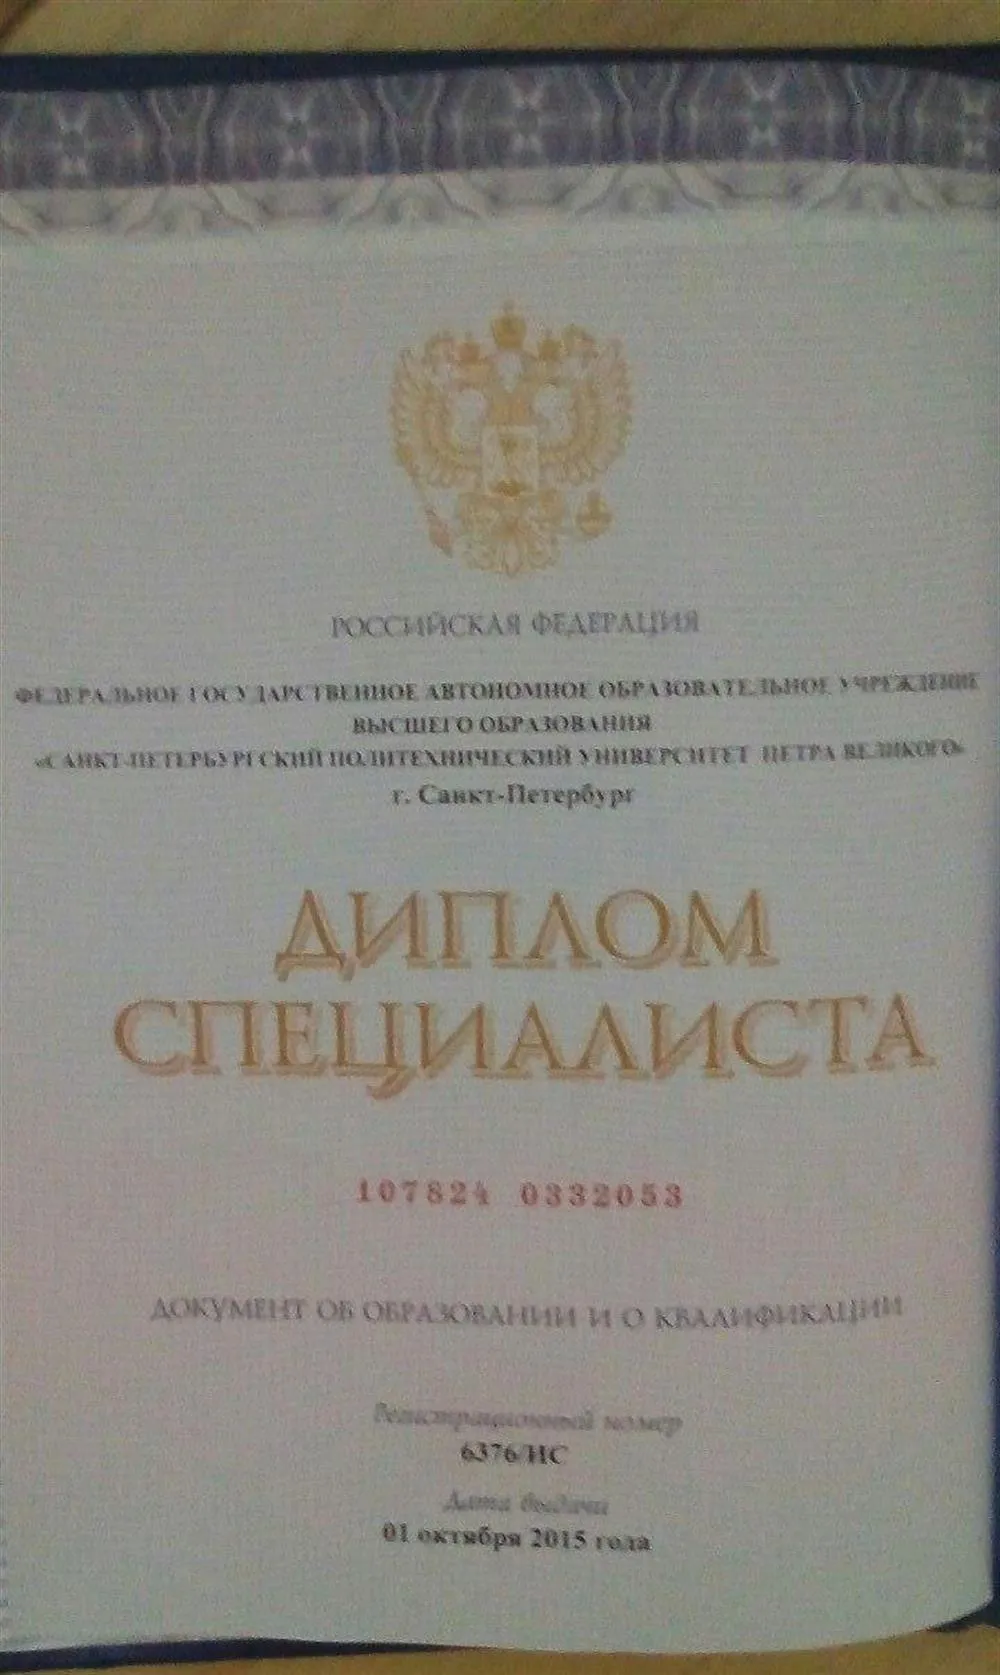 РОССИЙСКАЯ ФЕДЕРАЦИЯ
ФЕДЕРАЛЬНОЕ ГОСУДАРСТВЕННОЕ АВТОНОМНОЕ ОБРАЗОВАТЕЛЬНОЕ УЧРЕЖДЕНИЕ
ВЫСШЕГО ОБРАЗОВАНИЯ
«САНКТ-ПЕТЕРБУРГСКИЙ ПОЛИТЕХНИЧЕСКИЙ УНИВЕРСИТЕТ ПЕТРА ВЕЛИКОГО»
г. Санкт-Петербург
ДИПЛОМ
СПЕЦИАЛИСТА
107824 0332053
ДОКУМЕНТ ОБ ОБРАЗОВАНИИ И О КВАЛИФИКАЦИИ
Регистрационный номер
6376/ИС
Дата выдачи
01 октября 2015 года